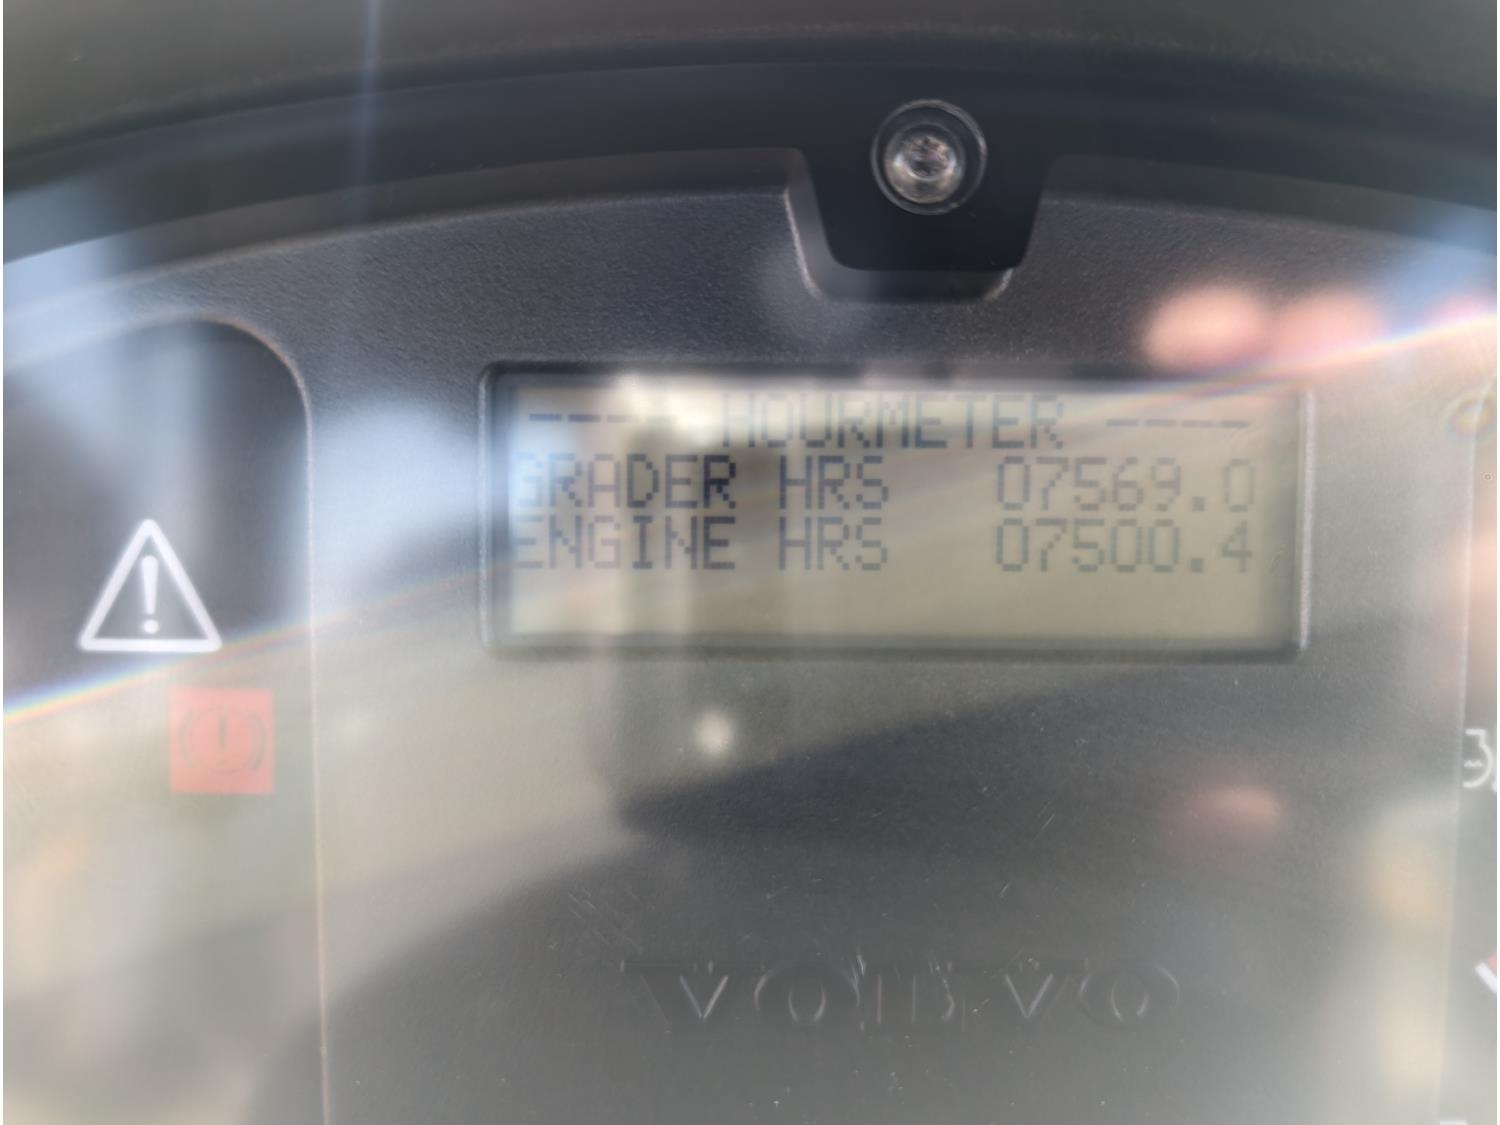 ---- HOURMETER ----
GRADER HRS 07569.0
ENGINE HRS 07500.4
VOLVO